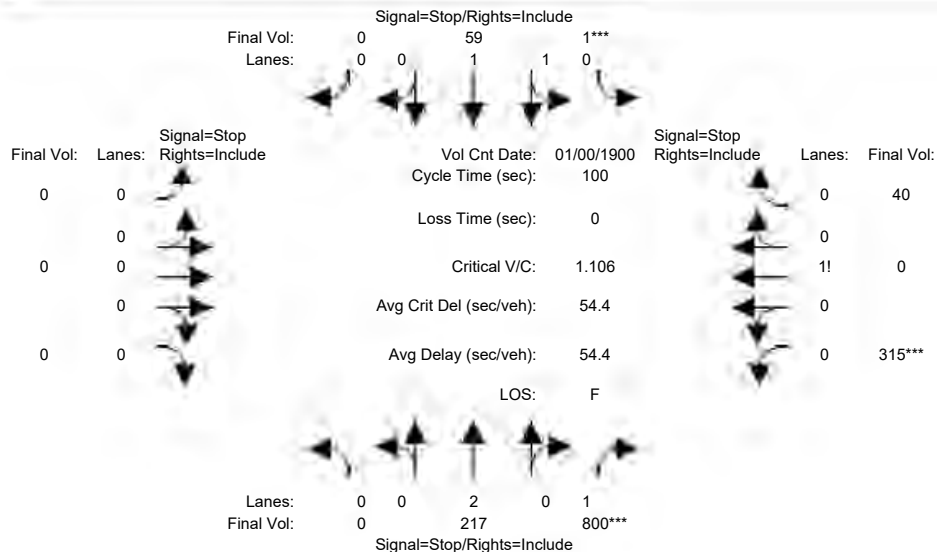 Signal=Stop/Rights=Include
Final Vol: 0 59 1***
Lanes: 0 0 1 1 0
Signal=Stop Signal=Stop
Final Vol: Lanes: Rights=Include Vol Cnt Date: 01/00/1900 Rights=Include Lanes: Final Vol:
Cycle Time (sec): 100
0 0 0 40
Loss Time (sec): 0
0 0
0 0 Critical V/C: 1.106 1! 0
0 Avg Crit Del (sec/veh): 54.4 0
0 0 Avg Delay (sec/veh): 54.4 0 315***
LOS: F
Lanes: 0 0 2 0 1
Final Vol: 0 217 800***
Signal=Stop/Rights=Include